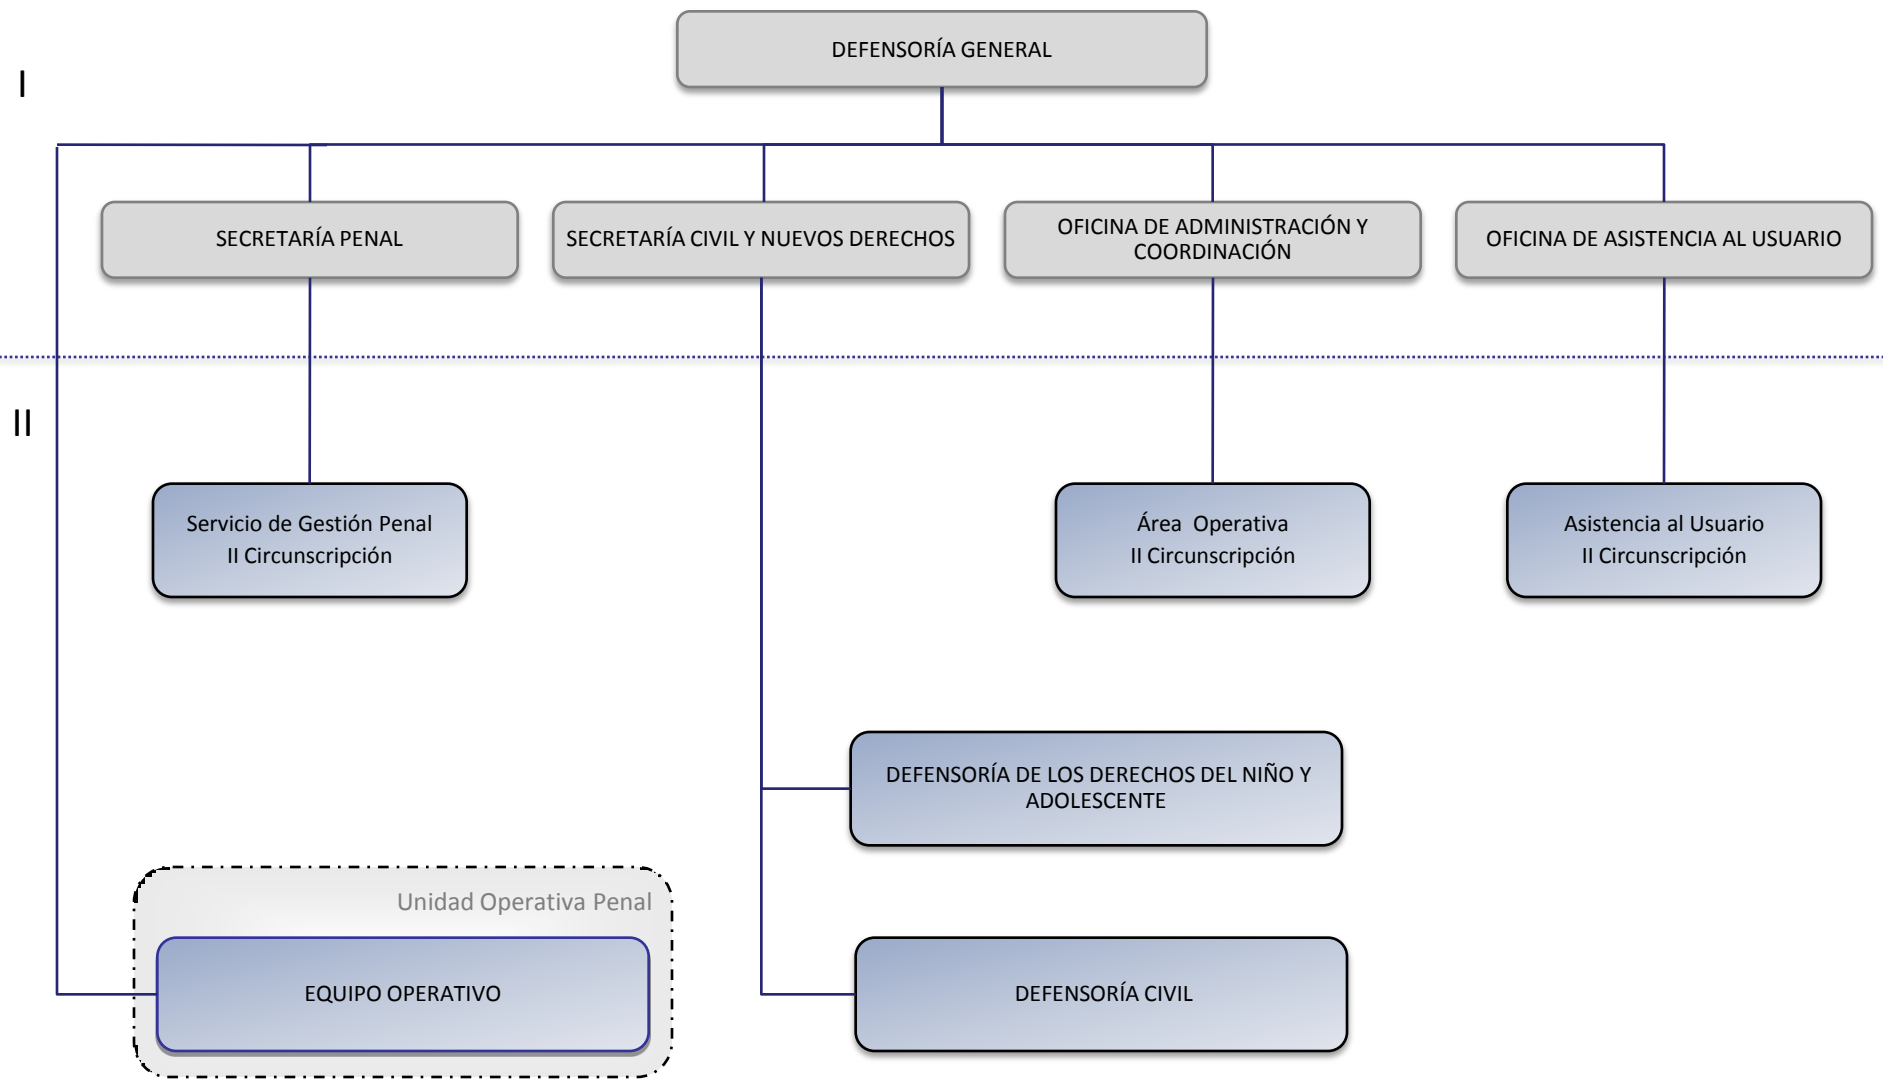 DEFENSORÍA GENERAL
I
SECRETARÍA PENAL
SECRETARÍA CIVIL Y NUEVOS DERECHOS
OFICINA DE ADMINISTRACIÓN Y
COORDINACIÓN
OFICINA DE ASISTENCIA AL USUARIO
II
Servicio de Gestión Penal
II Circunscripción
Área Operativa
II Circunscripción
Asistencia al Usuario
II Circunscripción
DEFENSORÍA DE LOS DERECHOS DEL NIÑO Y
ADOLESCENTE
Unidad Operativa Penal
EQUIPO OPERATIVO
DEFENSORÍA CIVIL